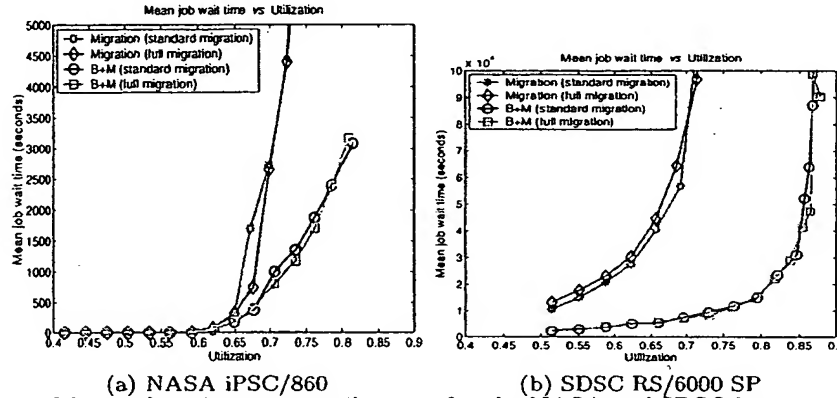 Mean job wait time vs Utilization
5000
4500
4000
3500
3000
2500
2000
1500
1000
500
0.4 0.45 0.5 0.55 0.6 0.65 0.7 0.75 0.8 0.85 0.9
Mean job wait time (seconds)
Utilization
Migration (standard migration)
Migration (full migration)
B+M (standard migration)
B+M (full migration)
(a) NASA iPSC/860
Mean job wait time vs Utilization
10
9
8
7
6
5
4
3
2
1
0
0.4 0.45 0.5 0.55 0.6 0.65 0.7 0.75 0.8 0.85 0.9
Mean job wait time (seconds)
Utilization
Migration (standard migration)
Migration (full migration)
B+M (standard migration)
B+M (full migration)
(b) SDSC RS/6000 SP